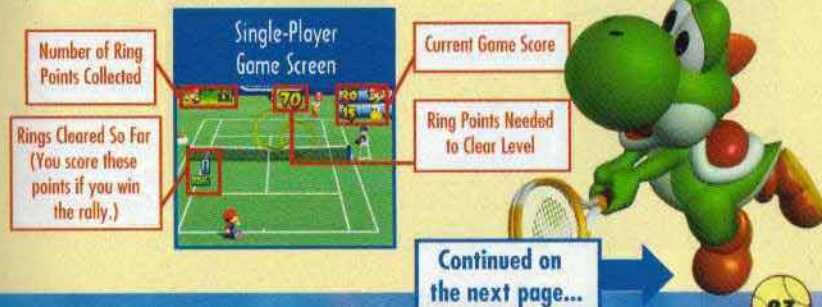 Number of Ring
Points Collected
Single-Player
Game Screen
Current Game Score
70
15
Rings Cleared So Far
(You score these
points if you win
the rally.)
Ring Points Needed
to Clear Level
Continued on
the next page...